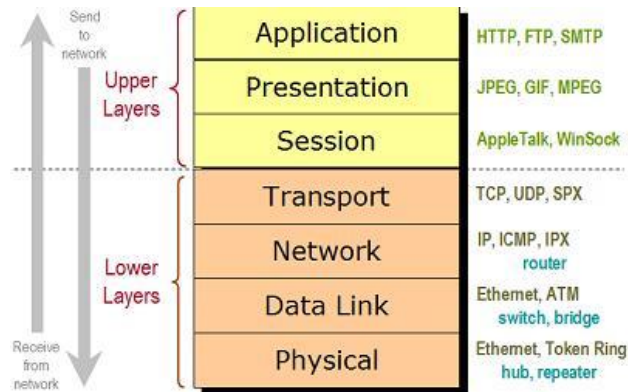 Send
to
network
Upper
Layers
Application
HTTP, FTP, SMTP
Presentation
JPEG, GIF, MPEG
Session
AppleTalk, WinSock
Lower
Layers
Transport
TCP, UDP, SPX
Network
IP, ICMP, IPX
router
Data Link
Ethernet, ATM
switch, bridge
Physical
Ethernet, Token Ring
hub, repeater
Receive
from
network